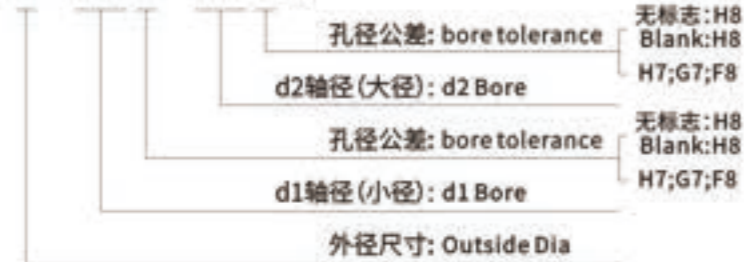 孔径公差: bore tolerance
无标志:H8
Blank:H8
H7;G7;F8
d2轴径(大径): d2 Bore
孔径公差: bore tolerance
无标志:H8
Blank:H8
H7;G7;F8
d1轴径(小径): d1 Bore
外径尺寸: Outside Dia